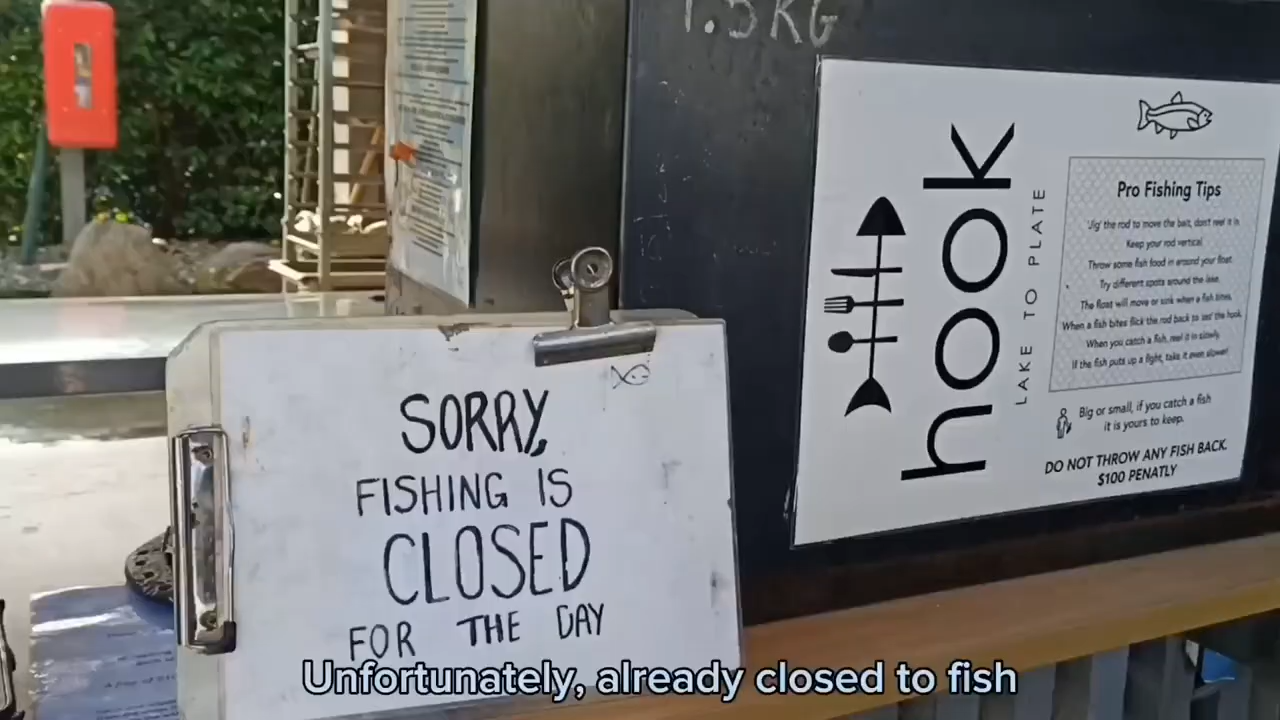 1.5KG
SORRY,
FISHING IS
CLOSED
FOR THE DAY
hook
LAKE TO PLATE
Pro Fishing Tips
'Jig' the rod to move the bait, don't reel it in.
Keep your rod vertical.
Throw some fish food in around your float.
Try different spots around the lake.
The float will move or sink when a fish bites.
When a fish bites flick the rod back to 'set' the hook.
When you catch a fish, reel it in slowly.
If the fish puts up a fight, take it even slower!
Big or small, if you catch a fish
it is yours to keep.
DO NOT THROW ANY FISH BACK.
$100 PENATLY
Unfortunately, already closed to fish